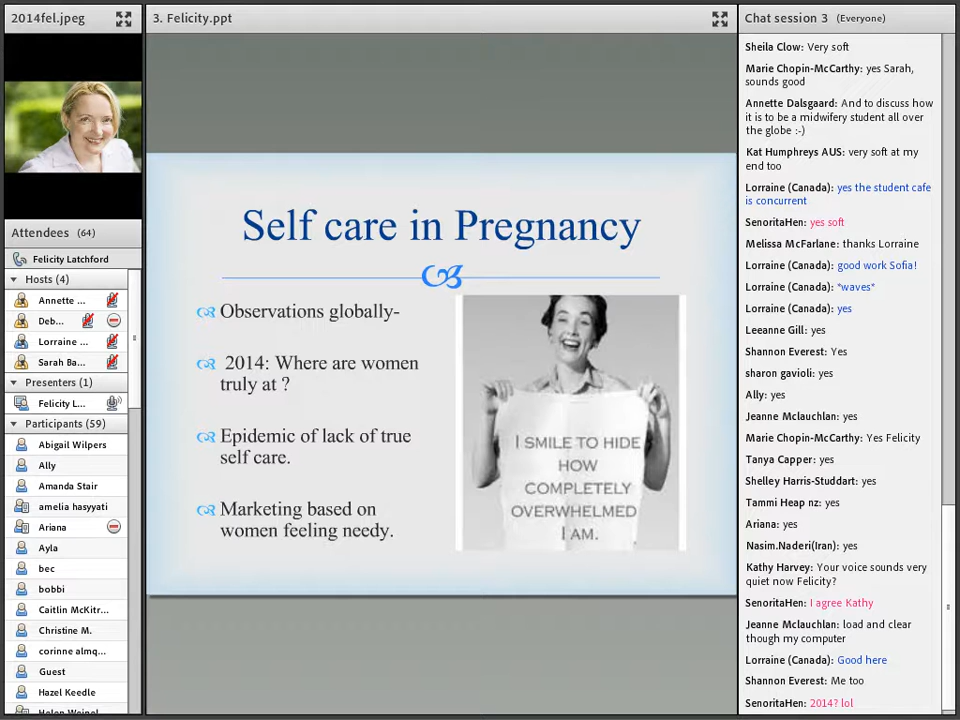 2014fel.jpeg
Attendees (64)
Felicity Latchford
Hosts (4)
Annette ...
Deb...
Lorraine ...
Sarah Ba...
Presenters (1)
Felicity L...
Participants (59)
Abigail Wilpers
Ally
Amanda Stair
amelia hasyyati
Ariana
Ayla
bec
bobbi
Caitlin McKitr...
Christine M.
corinne almq...
Guest
Hazel Keedle
3. Felicity.ppt
Self care in Pregnancy
Observations globally-
2014: Where are women
truly at ?
Epidemic of lack of true
self care.
Marketing based on
women feeling needy.
I SMILE TO HIDE
HOW
COMPLETELY
OVERWHELMED
I AM.
Chat session 3 (Everyone)
Sheila Clow: Very soft
Marie Chopin-McCarthy: yes Sarah,
sounds good
Annette Dalsgaard: And to discuss how
it is to be a midwifery student all over
the globe :-)
Kat Humphreys AUS: very soft at my
end too
Lorraine (Canada): yes the student cafe
is concurrent
SenoritaHen: yes soft
Melissa McFarlane: thanks Lorraine
Lorraine (Canada): good work Sofia!
Lorraine (Canada): *waves*
Lorraine (Canada): yes
Leeanne Gill: yes
Shannon Everest: Yes
sharon gavioli: yes
Ally: yes
Jeanne Mclauchlan: yes
Marie Chopin-McCarthy: Yes Felicity
Tanya Capper: yes
Shelley Harris-Studdart: yes
Tammi Heap nz: yes
Ariana: yes
Nasim.Naderi(Iran): yes
Kathy Harvey: Your voice sounds very
quiet now Felicity?
SenoritaHen: I agree Kathy
Jeanne Mclauchlan: load and clear
though my computer
Lorraine (Canada): Good here
Shannon Everest: Me too
SenoritaHen: 2014? lol